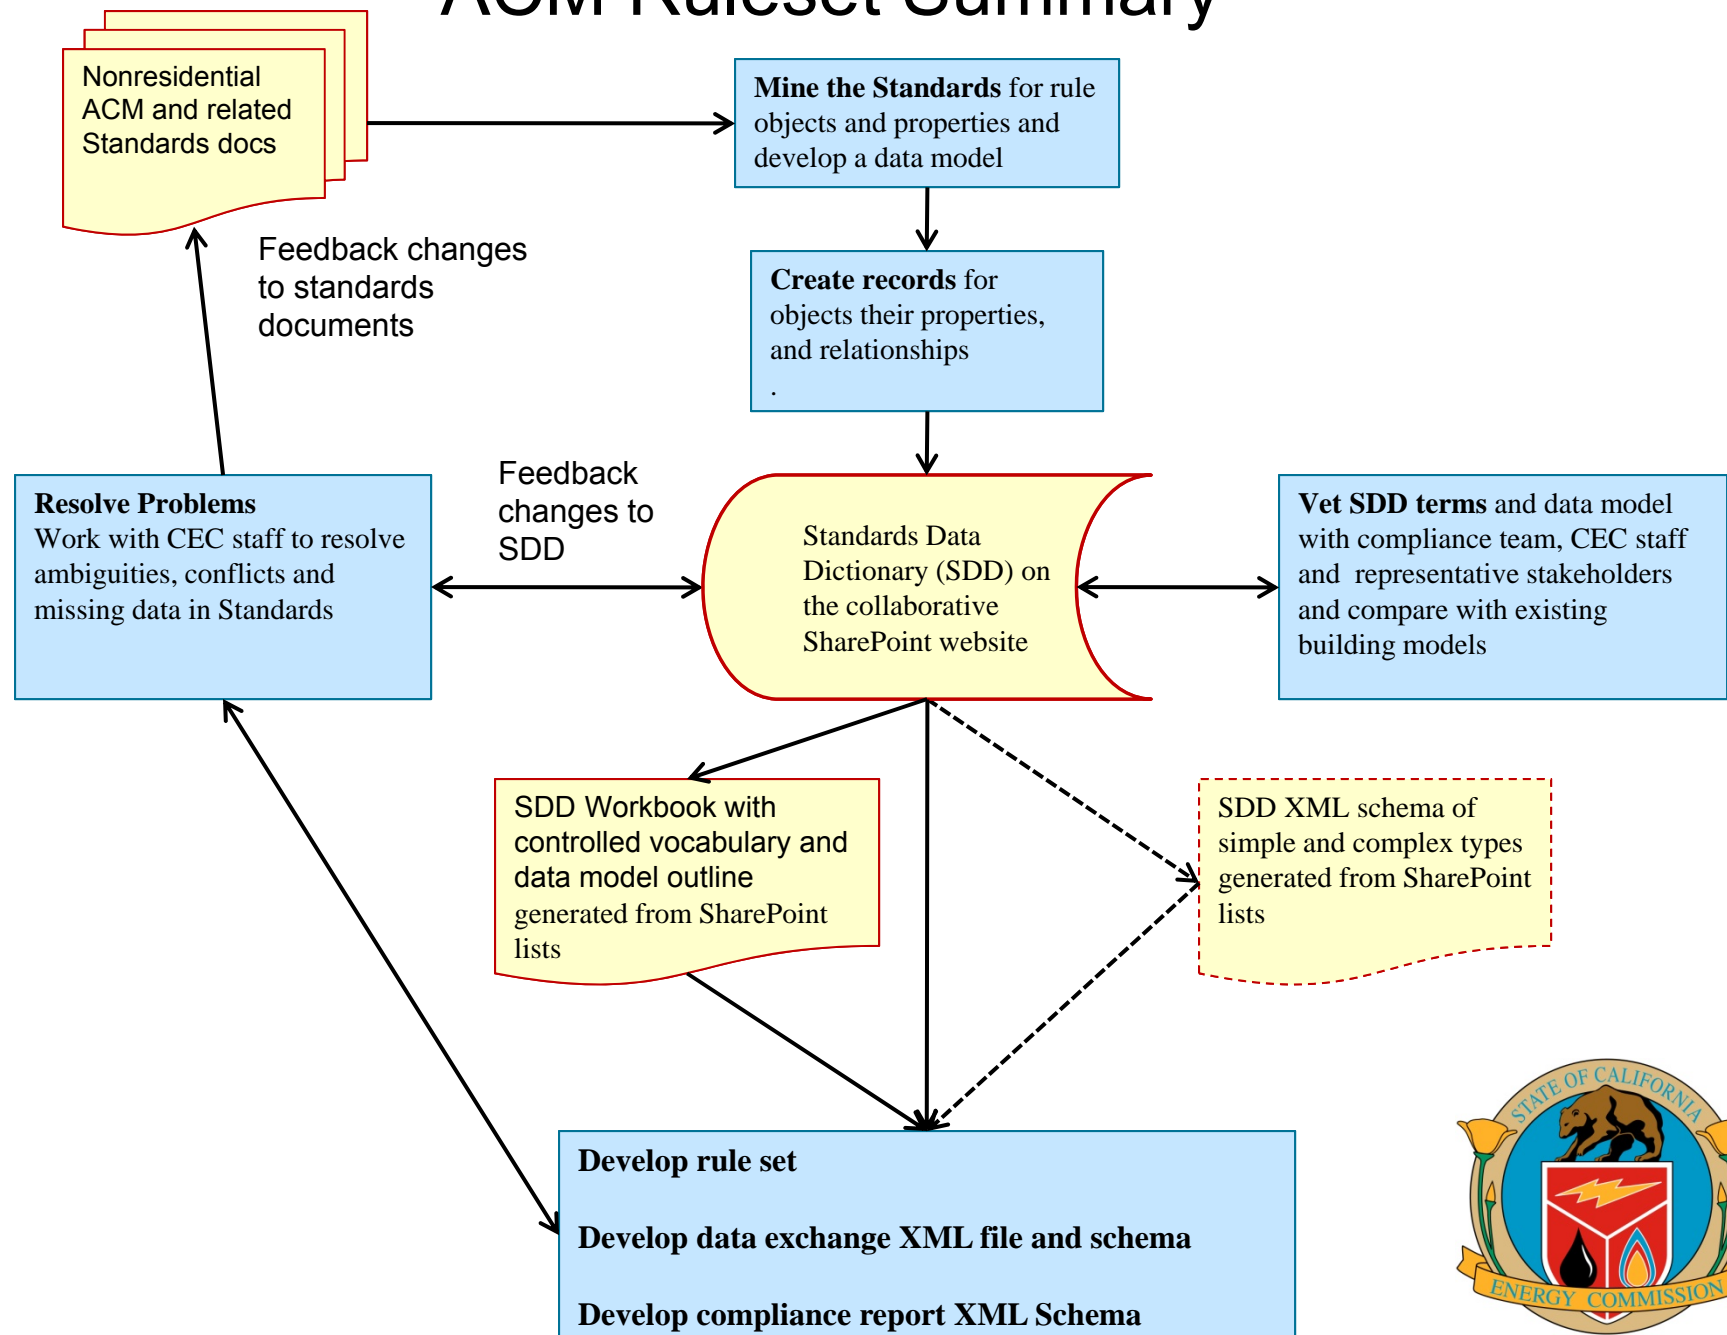 ACM Ruleset Summary
Nonresidential
ACM and related
Standards docs
Mine the Standards for rule
objects and properties and
develop a data model
Feedback changes
to standards
documents
Create records for
objects their properties,
and relationships
.
Resolve Problems
Work with CEC staff to resolve
ambiguities, conflicts and
missing data in Standards
Feedback
changes to
SDD
Standards Data
Dictionary (SDD) on
the collaborative
SharePoint website
Vet SDD terms and data model
with compliance team, CEC staff
and  representative stakeholders
and compare with existing
building models
SDD Workbook with
controlled vocabulary and
data model outline
generated from SharePoint
lists
SDD XML schema of
simple and complex types
generated from SharePoint
lists
Develop rule set
Develop data exchange XML file and schema
Develop compliance report XML Schema
STATE OF CALIFORNIA
ENERGY COMMISSION